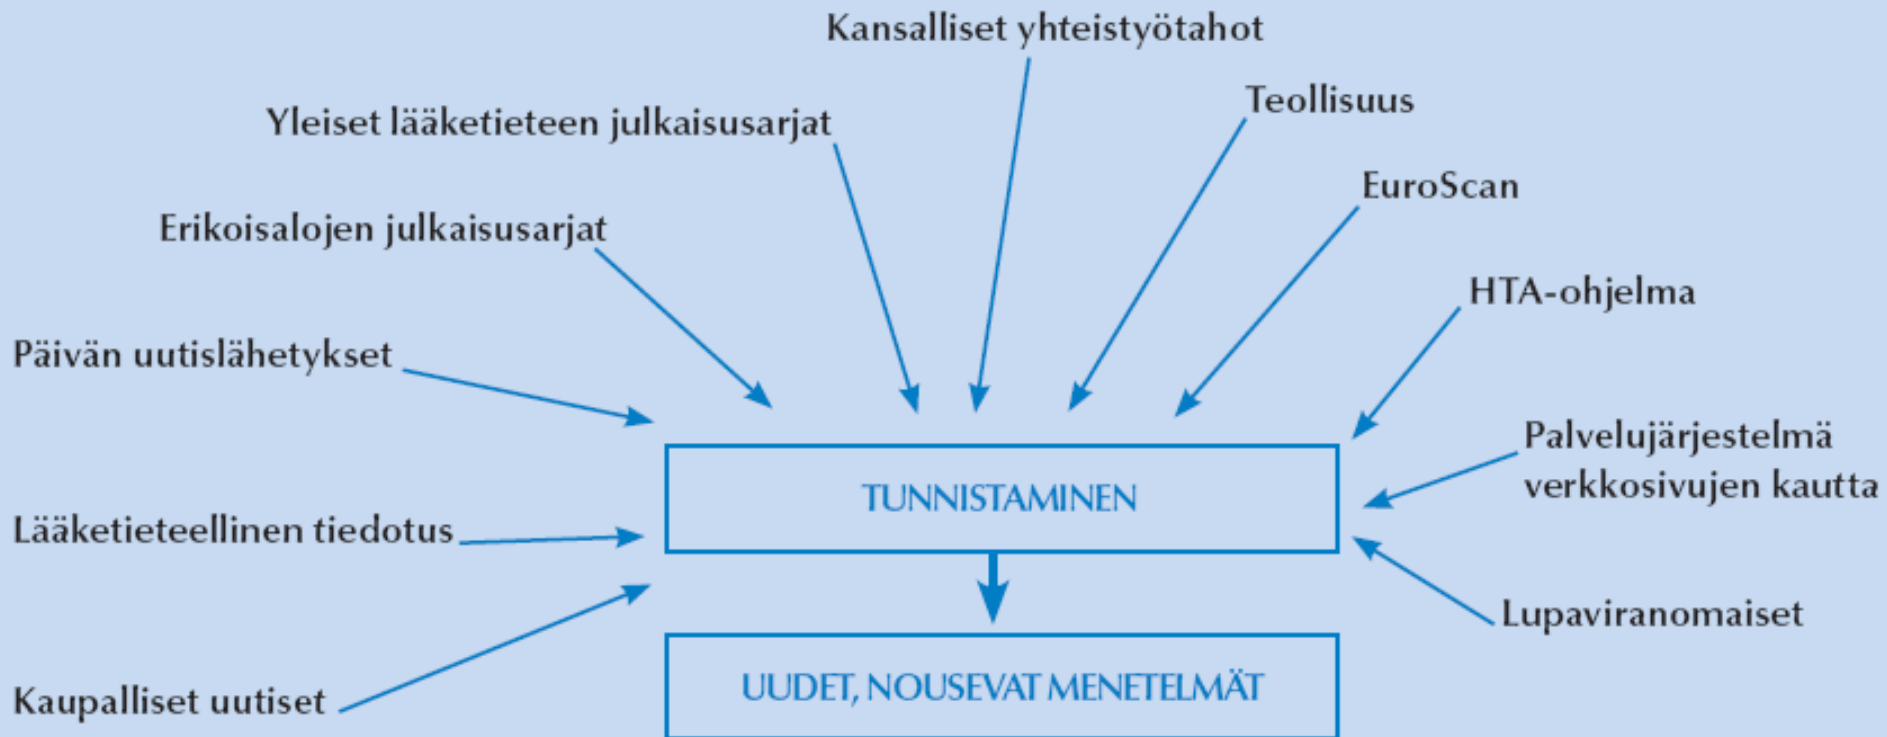 Kansalliset yhteistyötahot
Teollisuus
Yleiset lääketieteen julkaisusarjat
EuroScan
Erikoisalojen julkaisusarjat
HTA-ohjelma
Päivän uutislähetykset
Palvelujärjestelmä
verkkosivujen kautta
TUNNISTAMINEN
Lääketieteellinen tiedotus
Lupaviranomaiset
UUDET, NOUSEVAT MENETELMÄT
Kaupalliset uutiset